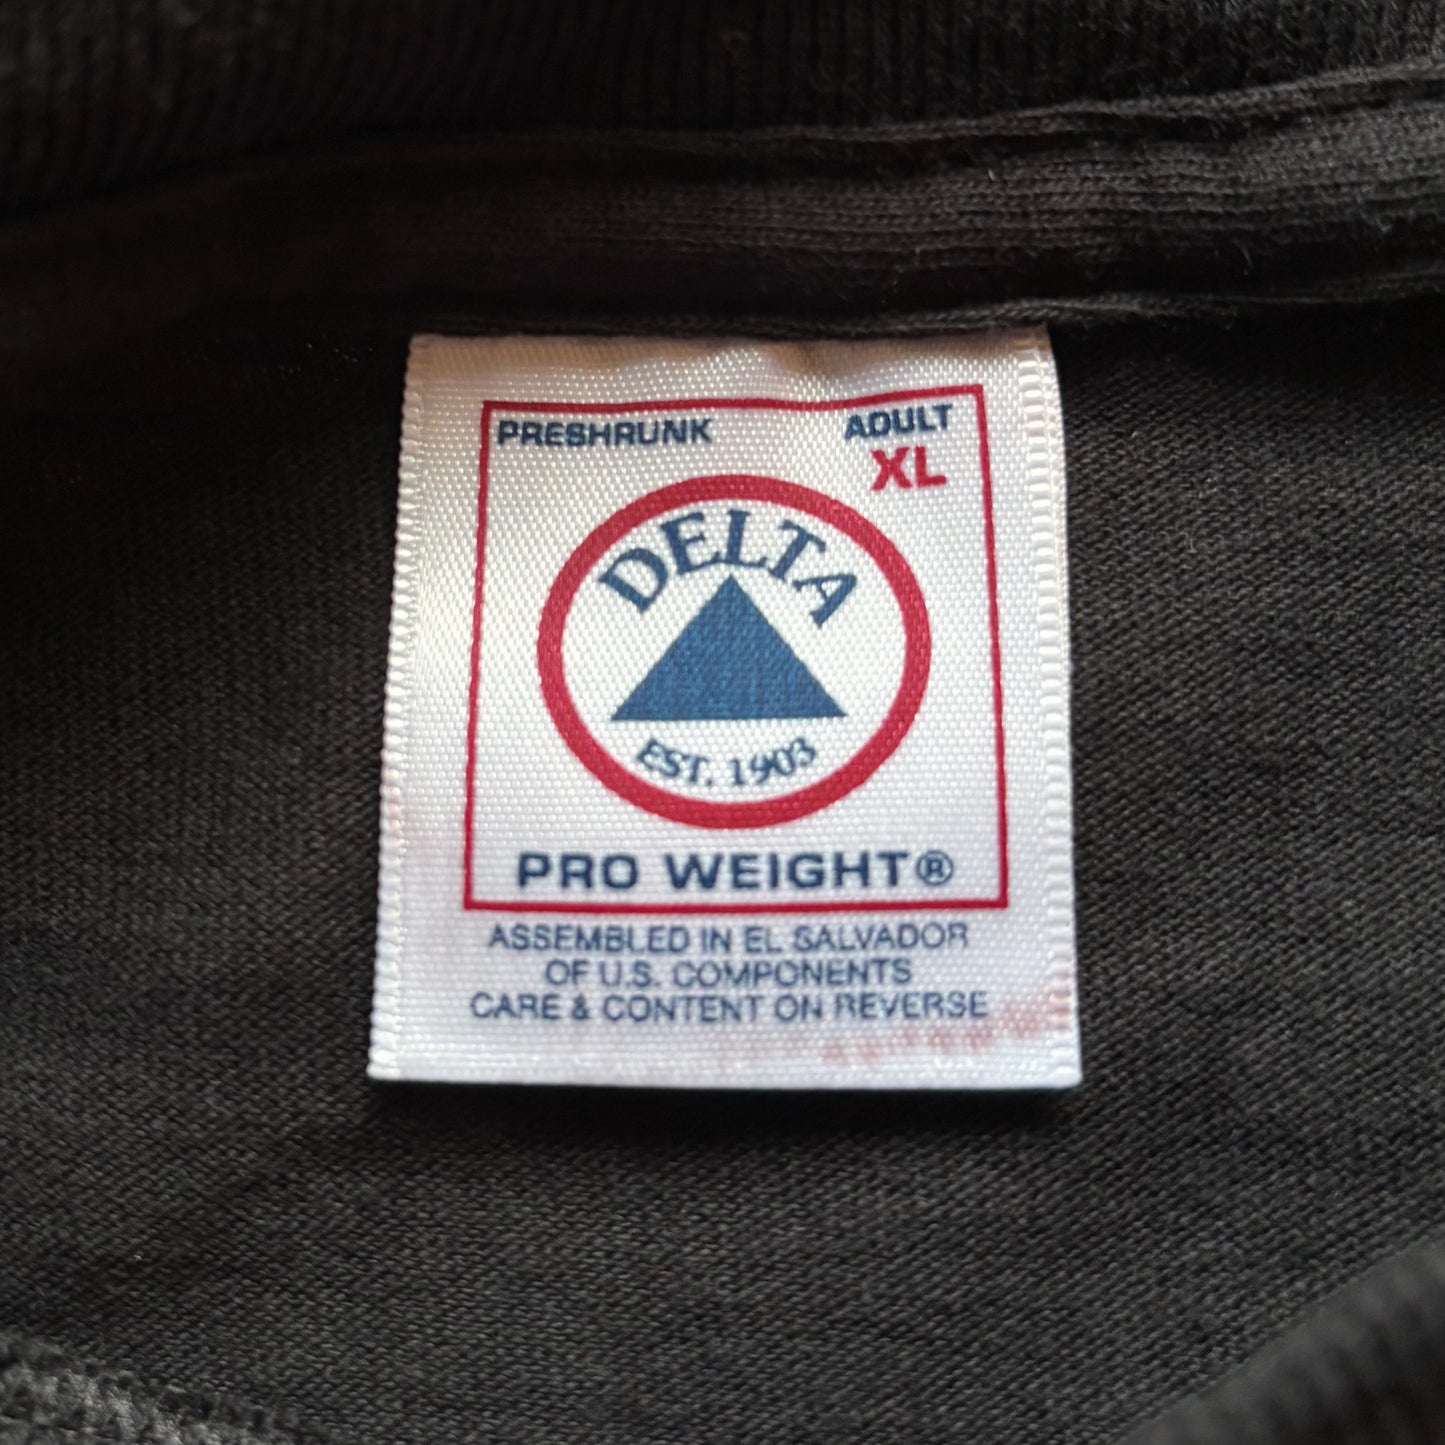 PRESHRUNK ADULT
XL
DELTA
EST. 1903
PRO WEIGHT®
ASSEMBLED IN EL SALVADOR
OF U.S. COMPONENTS
CARE & CONTENT ON REVERSE